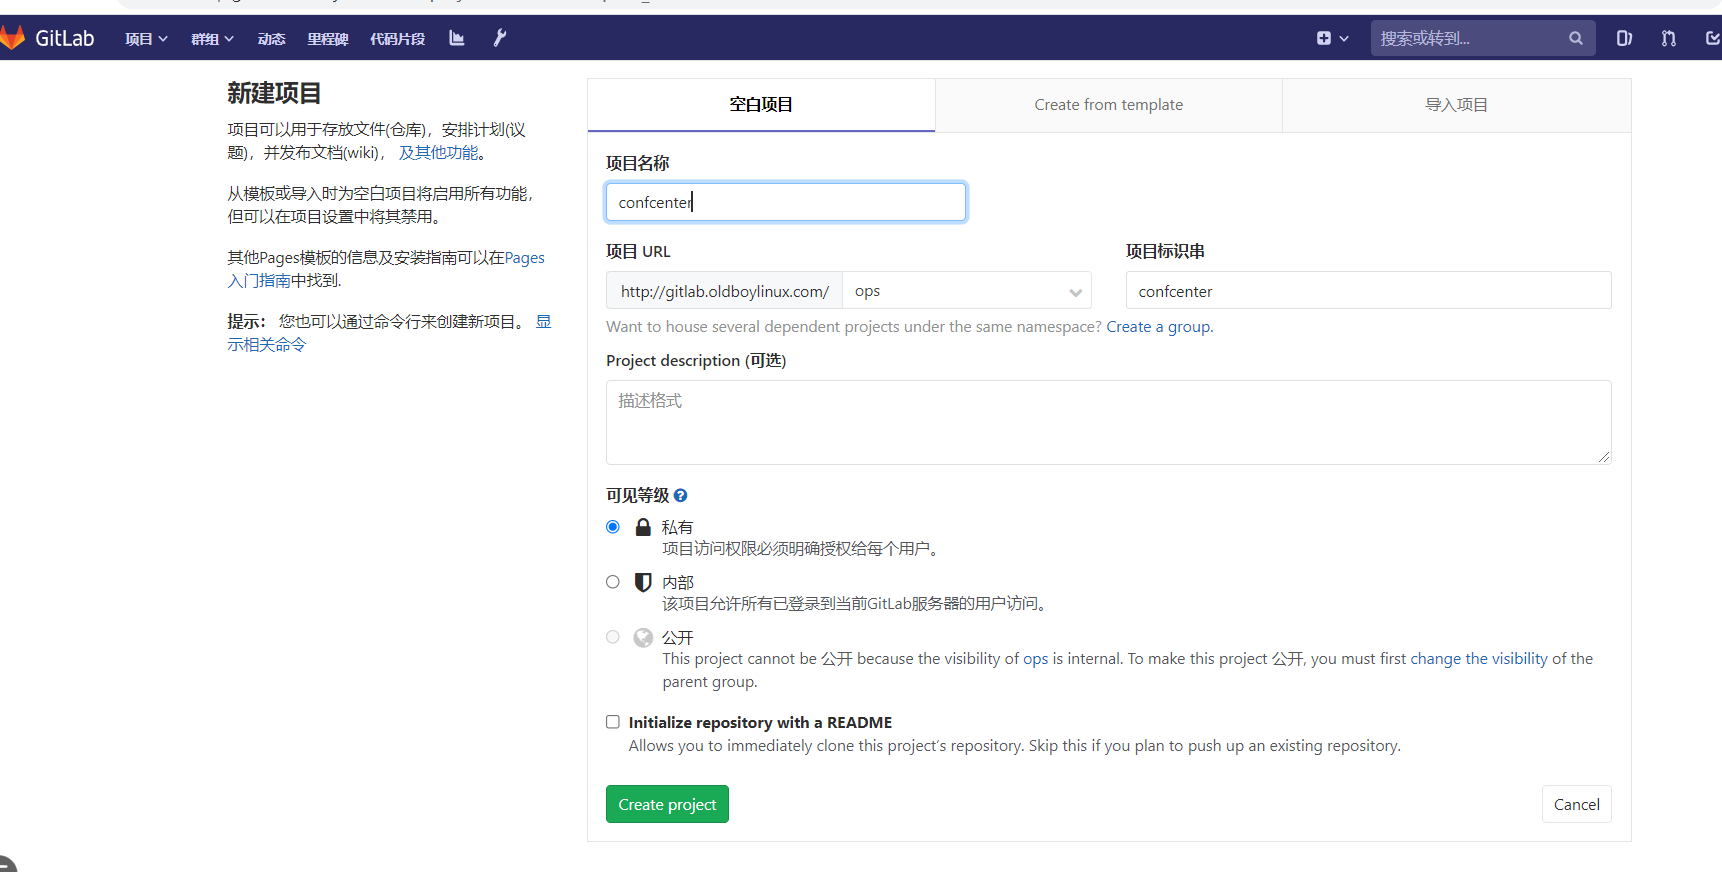 GitLab 项目 群组 动态 里程碑 代码片段 搜索或转到...
新建项目
项目可以用于存放文件(仓库)，安排计划(议
题)，并发布文档(wiki)， 及其他功能。
从模板或导入时为空白项目将启用所有功能，
但可以在项目设置中将其禁用。
其他Pages模板的信息及安装指南可以在Pages
入门指南中找到.
提示： 您也可以通过命令行来创建新项目。 显
示相关命令
空白项目 Create from template 导入项目
项目名称
confcenter
项目 URL 项目标识串
http://gitlab.oldboylinux.com/ ops confcenter
Want to house several dependent projects under the same namespace? Create a group.
Project description (可选)
描述格式
可见等级
私有
项目访问权限必须明确授权给每个用户。
内部
该项目允许所有已登录到当前GitLab服务器的用户访问。
公开
This project cannot be 公开 because the visibility of ops is internal. To make this project 公开, you must first change the visibility of the
parent group.
Initialize repository with a README
Allows you to immediately clone this project’s repository. Skip this if you plan to push up an existing repository.
Create project Cancel